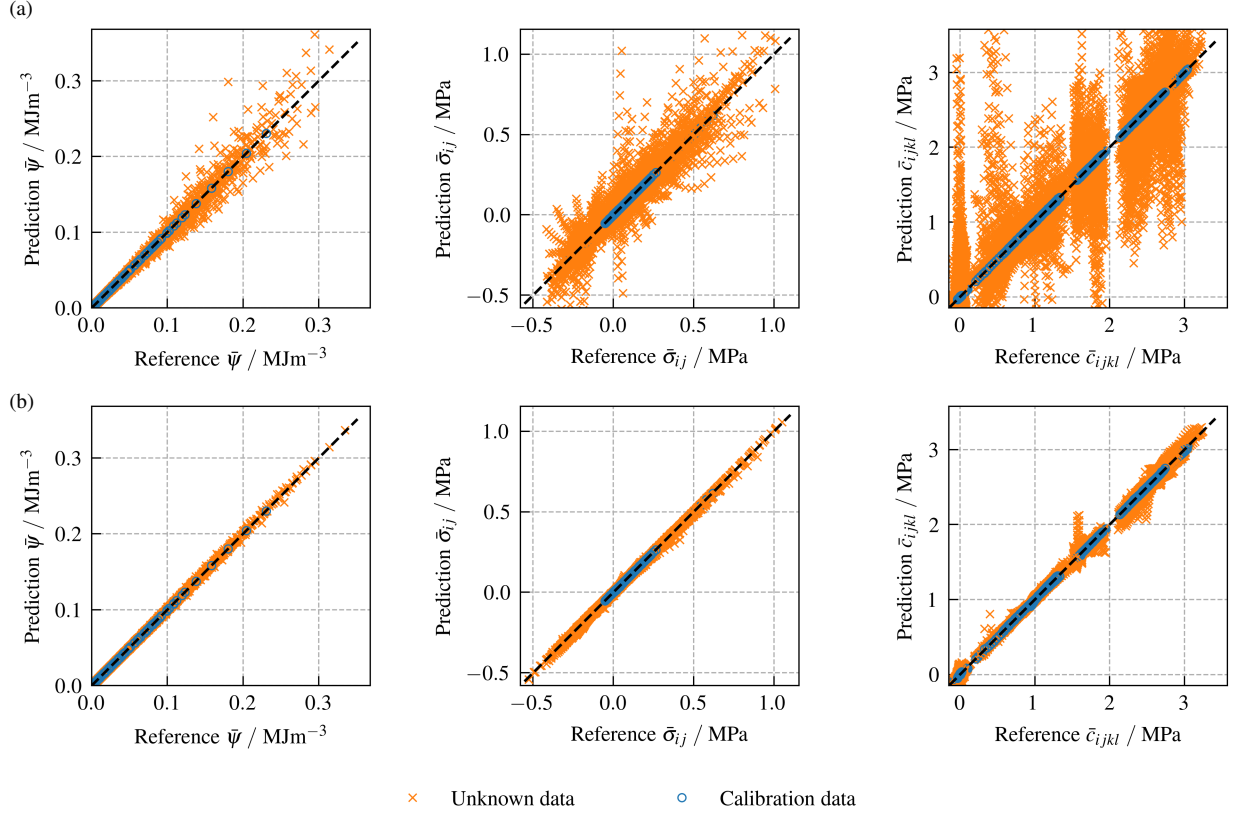 (a)
Prediction ψ̄ / MJm⁻³
0.3
0.2
0.1
0.0
0.0 0.1 0.2 0.3
Reference ψ̄ / MJm⁻³
Prediction σ̄ᵢⱼ / MPa
1.0
0.5
0.0
−0.5
−0.5 0.0 0.5 1.0
Reference σ̄ᵢⱼ / MPa
Prediction c̄ᵢⱼₖₗ / MPa
3
2
1
0
0 1 2 3
Reference c̄ᵢⱼₖₗ / MPa
(b)
Prediction ψ̄ / MJm⁻³
0.3
0.2
0.1
0.0
0.0 0.1 0.2 0.3
Reference ψ̄ / MJm⁻³
Prediction σ̄ᵢⱼ / MPa
1.0
0.5
0.0
−0.5
−0.5 0.0 0.5 1.0
Reference σ̄ᵢⱼ / MPa
Prediction c̄ᵢⱼₖₗ / MPa
3
2
1
0
0 1 2 3
Reference c̄ᵢⱼₖₗ / MPa
Unknown data Calibration data